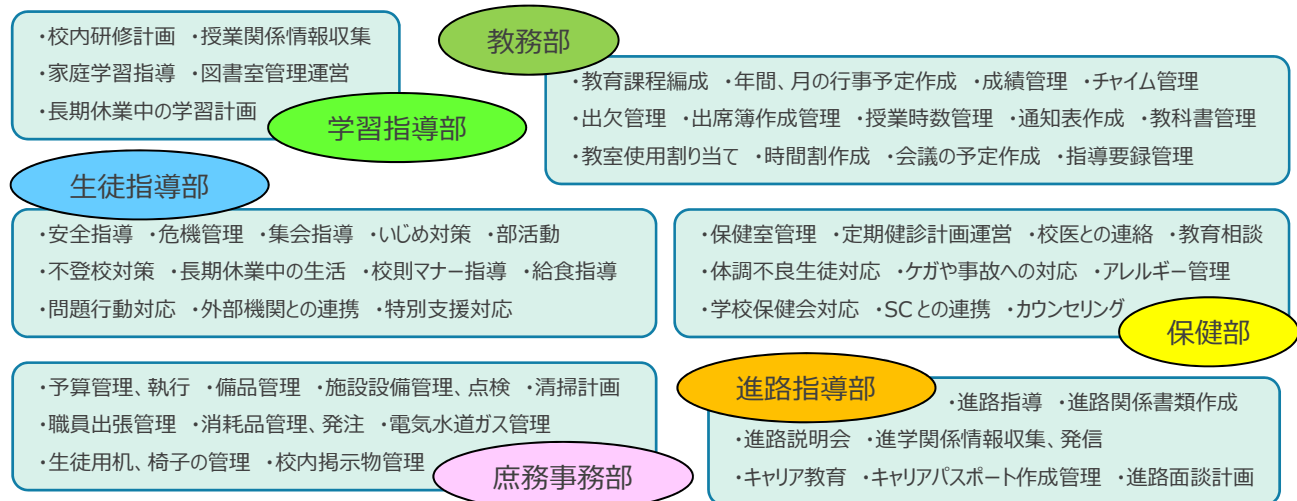 ・校内研修計画 ・授業関係情報収集
・家庭学習指導 ・図書室管理運営
・長期休業中の学習計画
学習指導部
教務部
・教育課程編成 ・年間、月の行事予定作成 ・成績管理 ・チャイム管理
・出欠管理 ・出席簿作成管理 ・授業時数管理 ・通知表作成 ・教科書管理
・教室使用割り当て ・時間割作成 ・会議の予定作成 ・指導要録管理
生徒指導部
・安全指導 ・危機管理 ・集会指導 ・いじめ対策 ・部活動
・不登校対策 ・長期休業中の生活 ・校則マナー指導 ・給食指導
・問題行動対応 ・外部機関との連携 ・特別支援対応
・保健室管理 ・定期健診計画運営 ・校医との連絡 ・教育相談
・体調不良生徒対応 ・ケガや事故への対応 ・アレルギー管理
・学校保健会対応 ・SCとの連携 ・カウンセリング
保健部
・予算管理、執行 ・備品管理 ・施設設備管理、点検 ・清掃計画
・職員出張管理 ・消耗品管理、発注 ・電気水道ガス管理
・生徒用机、椅子の管理 ・校内掲示物管理
庶務事務部
進路指導部
・進路指導 ・進路関係書類作成
・進路説明会 ・進学関係情報収集、発信
・キャリア教育 ・キャリアパスポート作成管理 ・進路面談計画